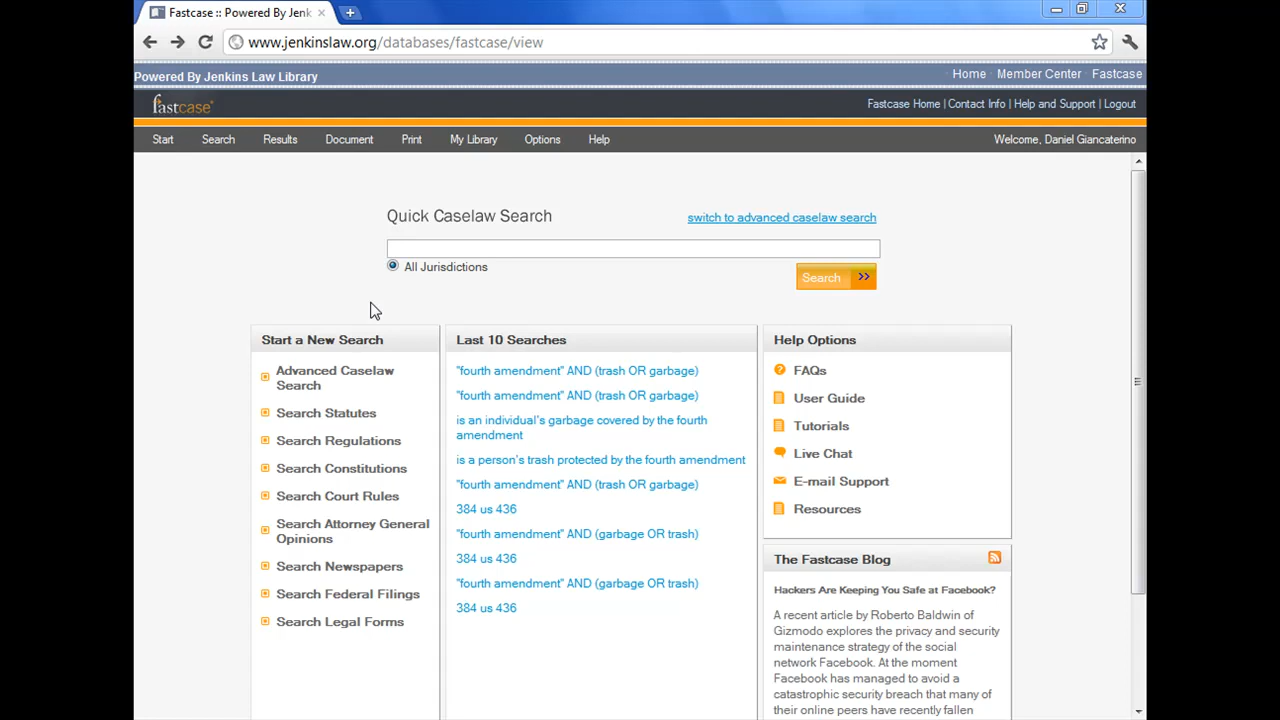 Fastcase :: Powered By Jenk
www.jenkinslaw.org/databases/fastcase/view
Powered By Jenkins Law Library
Home · Member Center · Fastcase
fastcase
Fastcase Home | Contact Info | Help and Support | Logout
Start Search Results Document Print My Library Options Help Welcome, Daniel Giancaterino
Quick Caselaw Search
switch to advanced caselaw search
All Jurisdictions
Search >>
Start a New Search
Advanced Caselaw
Search
Search Statutes
Search Regulations
Search Constitutions
Search Court Rules
Search Attorney General
Opinions
Search Newspapers
Search Federal Filings
Search Legal Forms
Last 10 Searches
"fourth amendment" AND (trash OR garbage)
"fourth amendment" AND (trash OR garbage)
is an individual's garbage covered by the fourth
amendment
is a person's trash protected by the fourth amendment
"fourth amendment" AND (trash OR garbage)
384 us 436
"fourth amendment" AND (garbage OR trash)
384 us 436
"fourth amendment" AND (garbage OR trash)
384 us 436
Help Options
FAQs
User Guide
Tutorials
Live Chat
E-mail Support
Resources
The Fastcase Blog
Hackers Are Keeping You Safe at Facebook?
A recent article by Roberto Baldwin of
Gizmodo explores the privacy and security
maintenance strategy of the social
network Facebook. At the moment
Facebook has managed to avoid a
catastrophic security breach that many of
their online peers have recently fallen